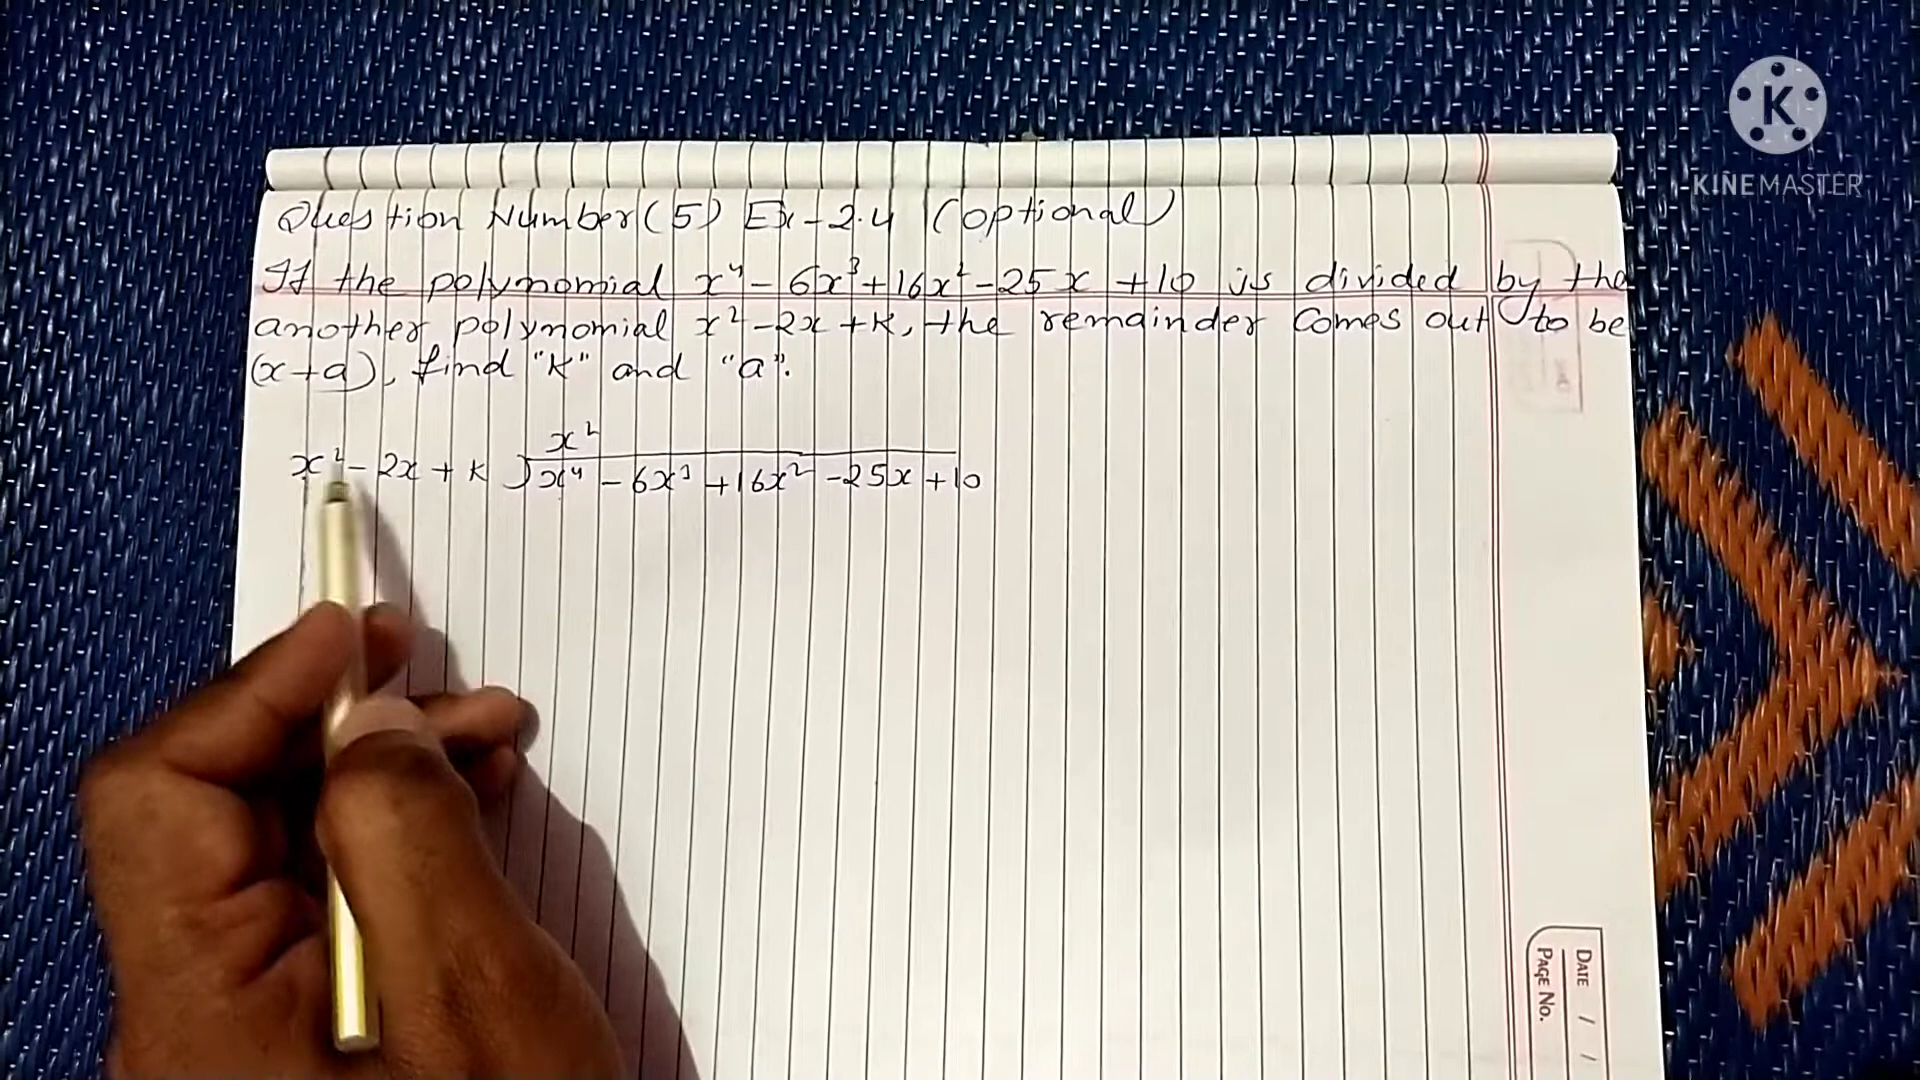 Question Number (5) Ex-2.4 (optional)
If the polynomial x⁴ - 6x³ + 16x² - 25x + 10 is divided by the
another polynomial x² - 2x + K, the remainder comes out to be
(x+a), find "K" and "a".
x²
x² - 2x + K ) x⁴ - 6x³ + 16x² - 25x + 10
K
KINEMASTER
DATE / /
PAGE NO.